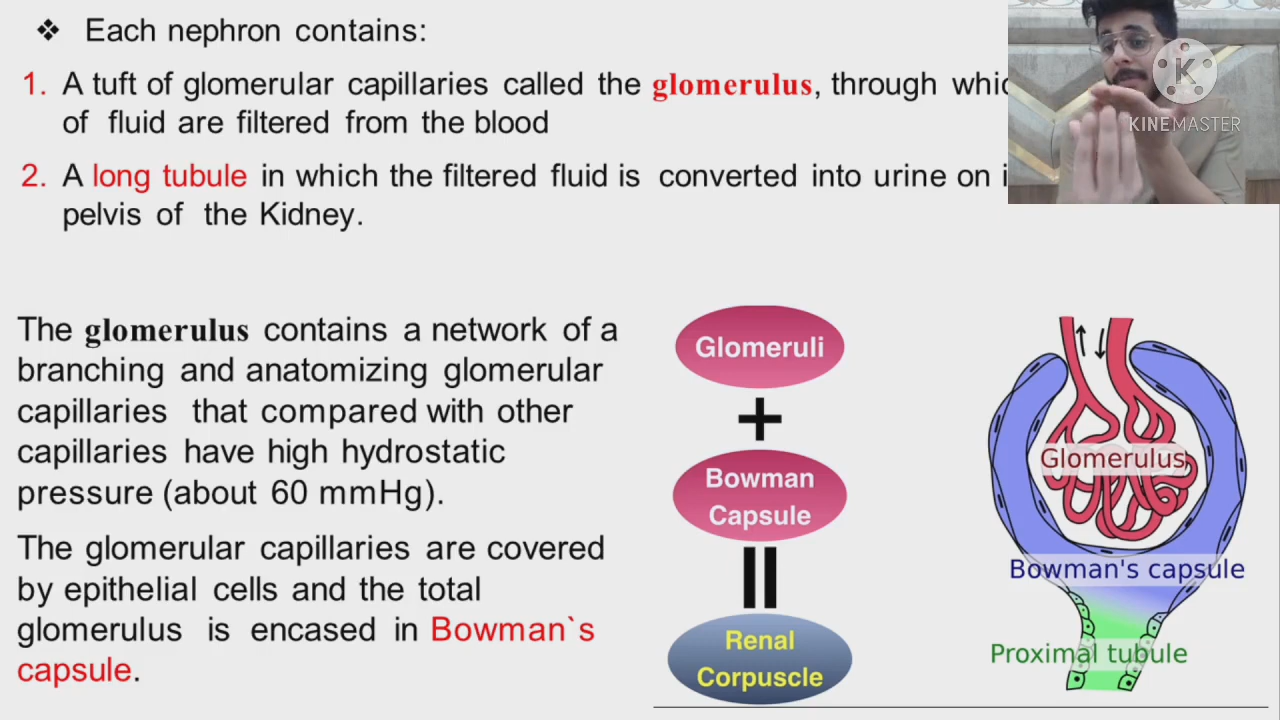 ❖ Each nephron contains:
1. A tuft of glomerular capillaries called the glomerulus, through
of fluid are filtered from the blood
2. A long tubule in which the filtered fluid is converted into urine on
pelvis of the Kidney.
K
KINEMASTER
The glomerulus contains a network of a
branching and anatomizing glomerular
capillaries that compared with other
capillaries have high hydrostatic
pressure (about 60 mmHg).
The glomerular capillaries are covered
by epithelial cells and the total
glomerulus is encased in Bowman`s
capsule.
Glomeruli
+
Bowman
Capsule
Renal
Corpuscle
Glomerulus
Bowman's capsule
Proximal tubule